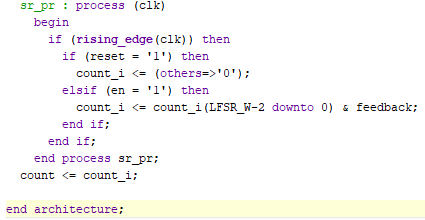 sr_pr : process (clk)
begin
if (rising_edge(clk)) then
if (reset = '1') then
count_i <= (others=>'0');
elsif (en = '1') then
count_i <= count_i(LFSR_W-2 downto 0) & feedback;
end if;
end if;
end process sr_pr;
count <= count_i;
end architecture;